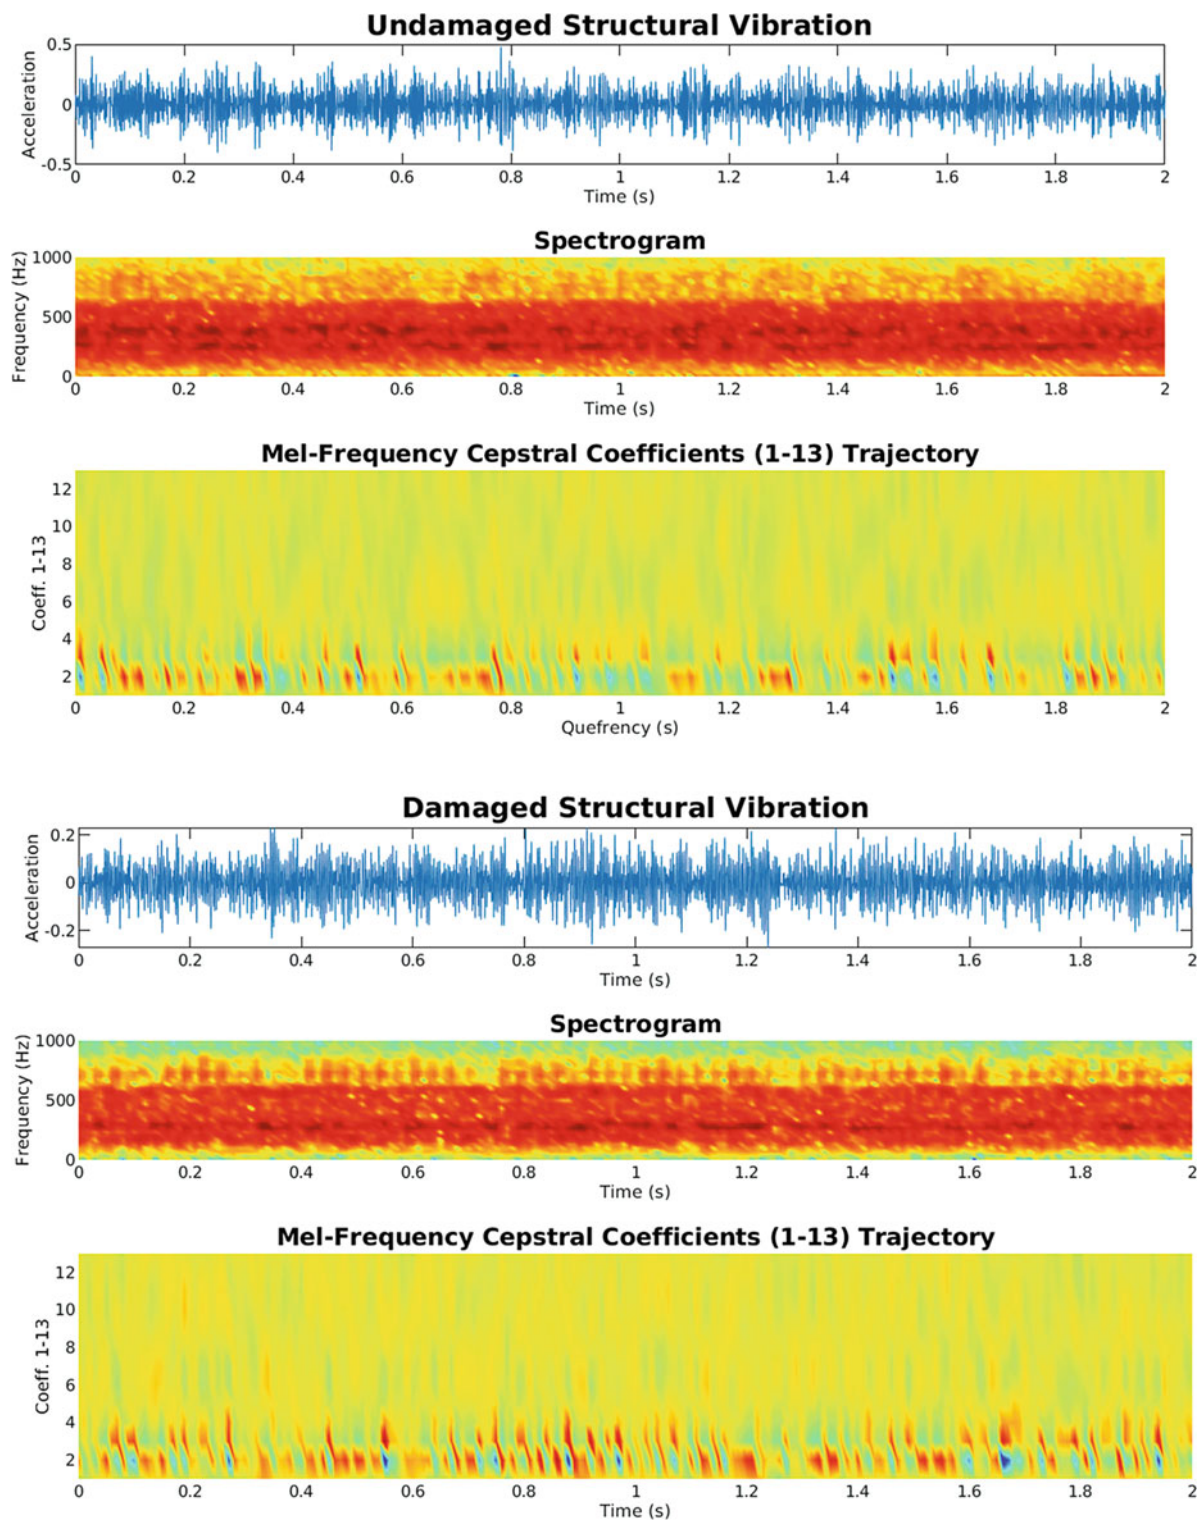 Undamaged Structural Vibration
0.5
0
-0.5
Acceleration
0 0.2 0.4 0.6 0.8 1 1.2 1.4 1.6 1.8 2
Time (s)
Spectrogram
1000
500
0
Frequency (Hz)
0 0.2 0.4 0.6 0.8 1 1.2 1.4 1.6 1.8 2
Time (s)
Mel-Frequency Cepstral Coefficients (1-13) Trajectory
12
10
8
6
4
2
Coeff. 1-13
0 0.2 0.4 0.6 0.8 1 1.2 1.4 1.6 1.8 2
Quefrency (s)
Damaged Structural Vibration
0.2
0
-0.2
Acceleration
0 0.2 0.4 0.6 0.8 1 1.2 1.4 1.6 1.8 2
Time (s)
Spectrogram
1000
500
0
Frequency (Hz)
0 0.2 0.4 0.6 0.8 1 1.2 1.4 1.6 1.8 2
Time (s)
Mel-Frequency Cepstral Coefficients (1-13) Trajectory
12
10
8
6
4
2
Coeff. 1-13
0 0.2 0.4 0.6 0.8 1 1.2 1.4 1.6 1.8 2
Time (s)